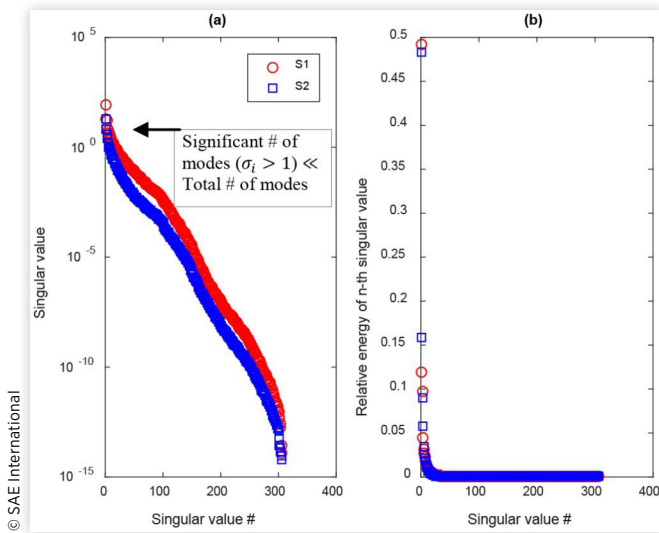 (a)
(b)
10^5
10^0
10^-5
10^-10
10^-15
Singular value
0
100
200
300
400
Singular value #
S1
S2
Significant # of
modes (σ_i > 1) ≪
Total # of modes
0.5
0.45
0.4
0.35
0.3
0.25
0.2
0.15
0.1
0.05
0
Relative energy of n-th singular value
0
100
200
300
400
Singular value #
© SAE International